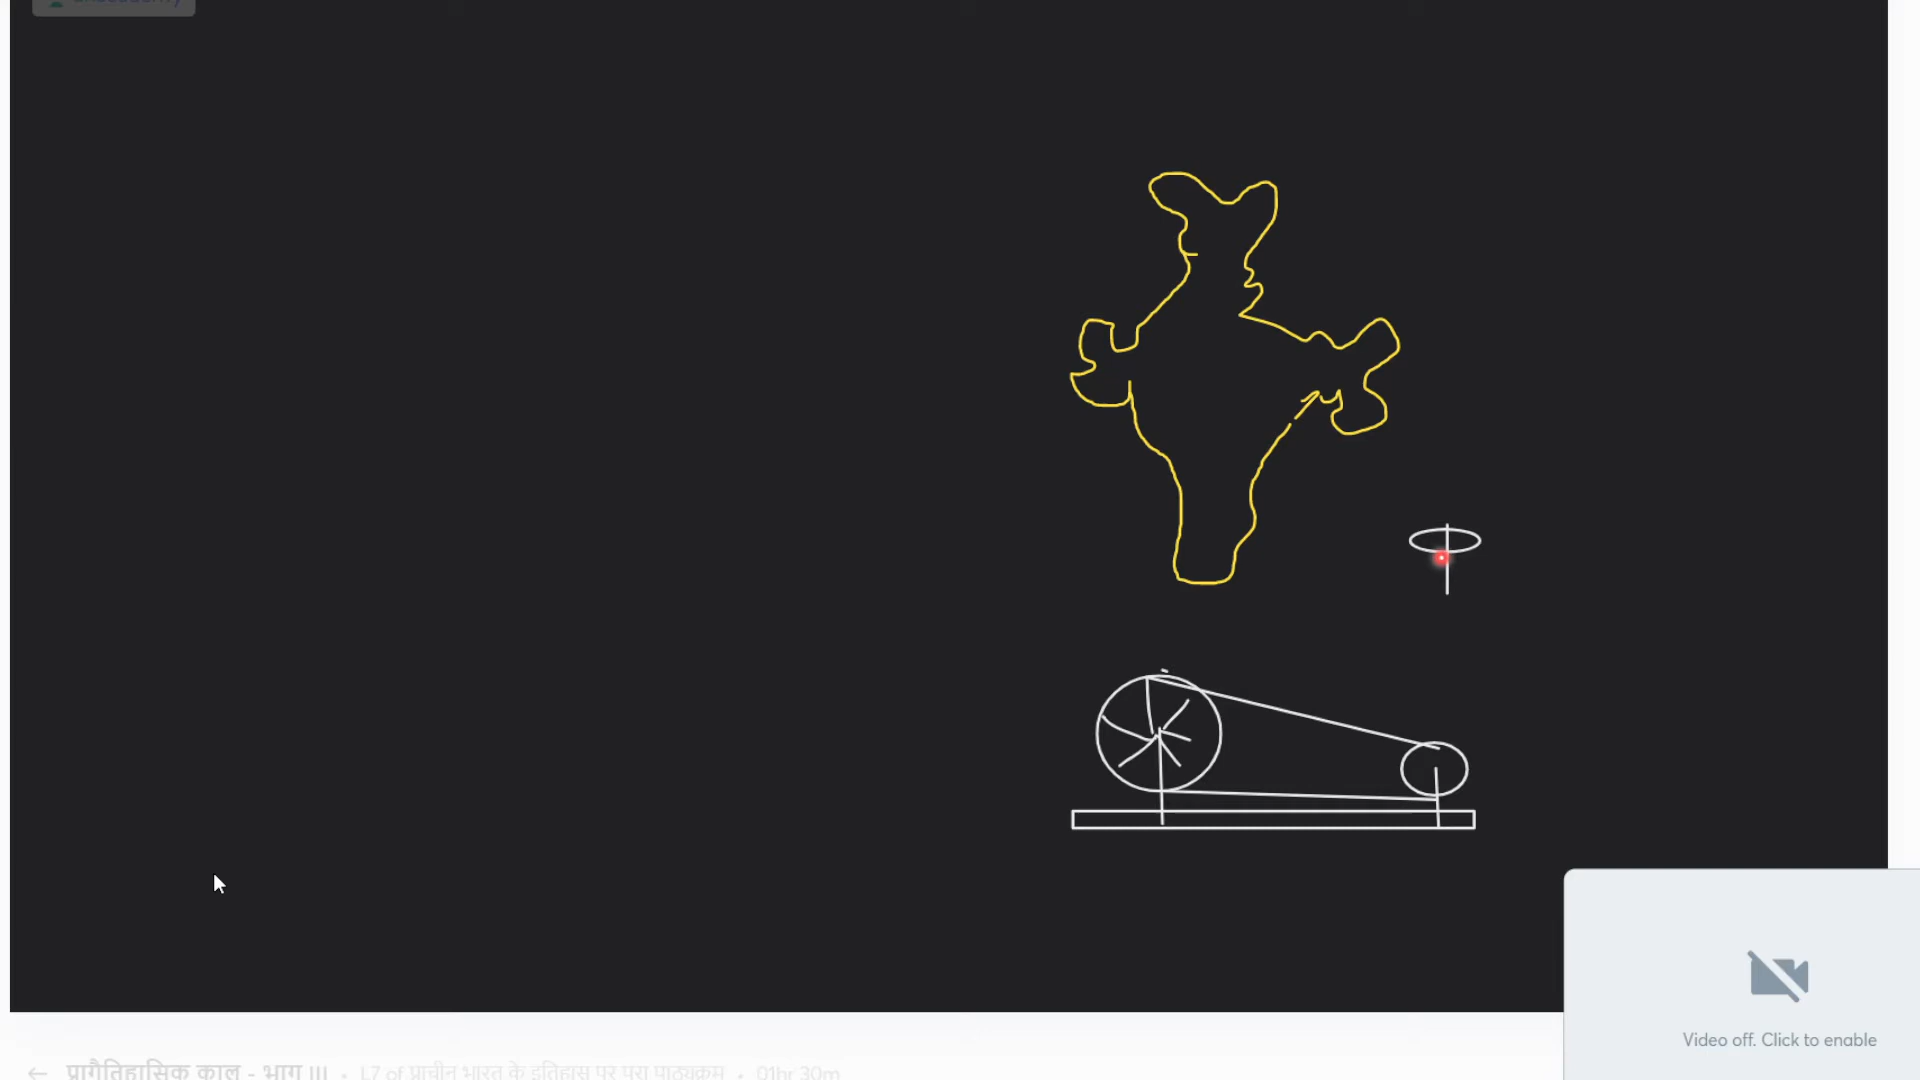 Video off. Click to enable
प्रागैतिहासिक काल - भाग III • L7 of प्राचीन भारत के इतिहास पर पूरा पाठ्यक्रम • 01hr 30m